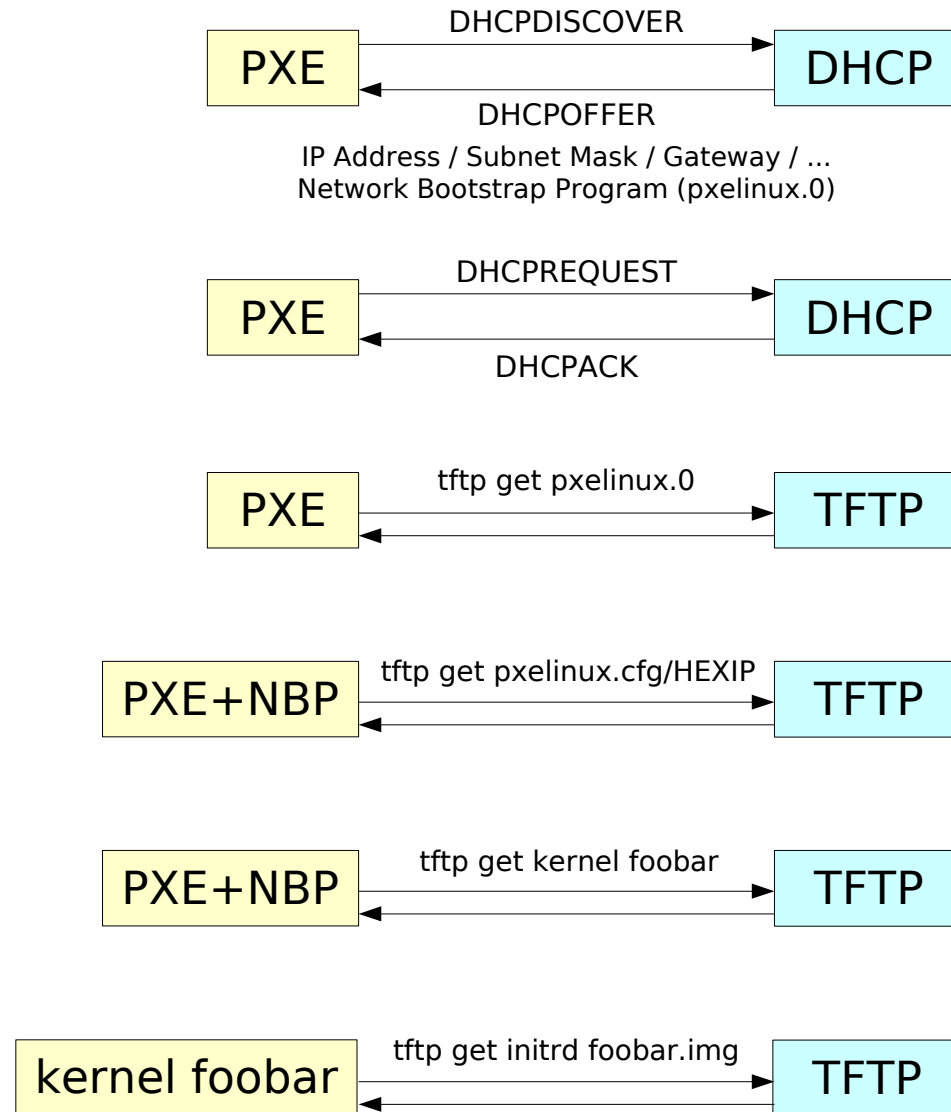 DHCPDISCOVER
PXE
DHCP
DHCPOFFER
IP Address / Subnet Mask / Gateway / ...
Network Bootstrap Program (pxelinux.0)
DHCPREQUEST
PXE
DHCP
DHCPACK
tftp get pxelinux.0
PXE
TFTP
tftp get pxelinux.cfg/HEXIP
PXE+NBP
TFTP
tftp get kernel foobar
PXE+NBP
TFTP
tftp get initrd foobar.img
kernel foobar
TFTP